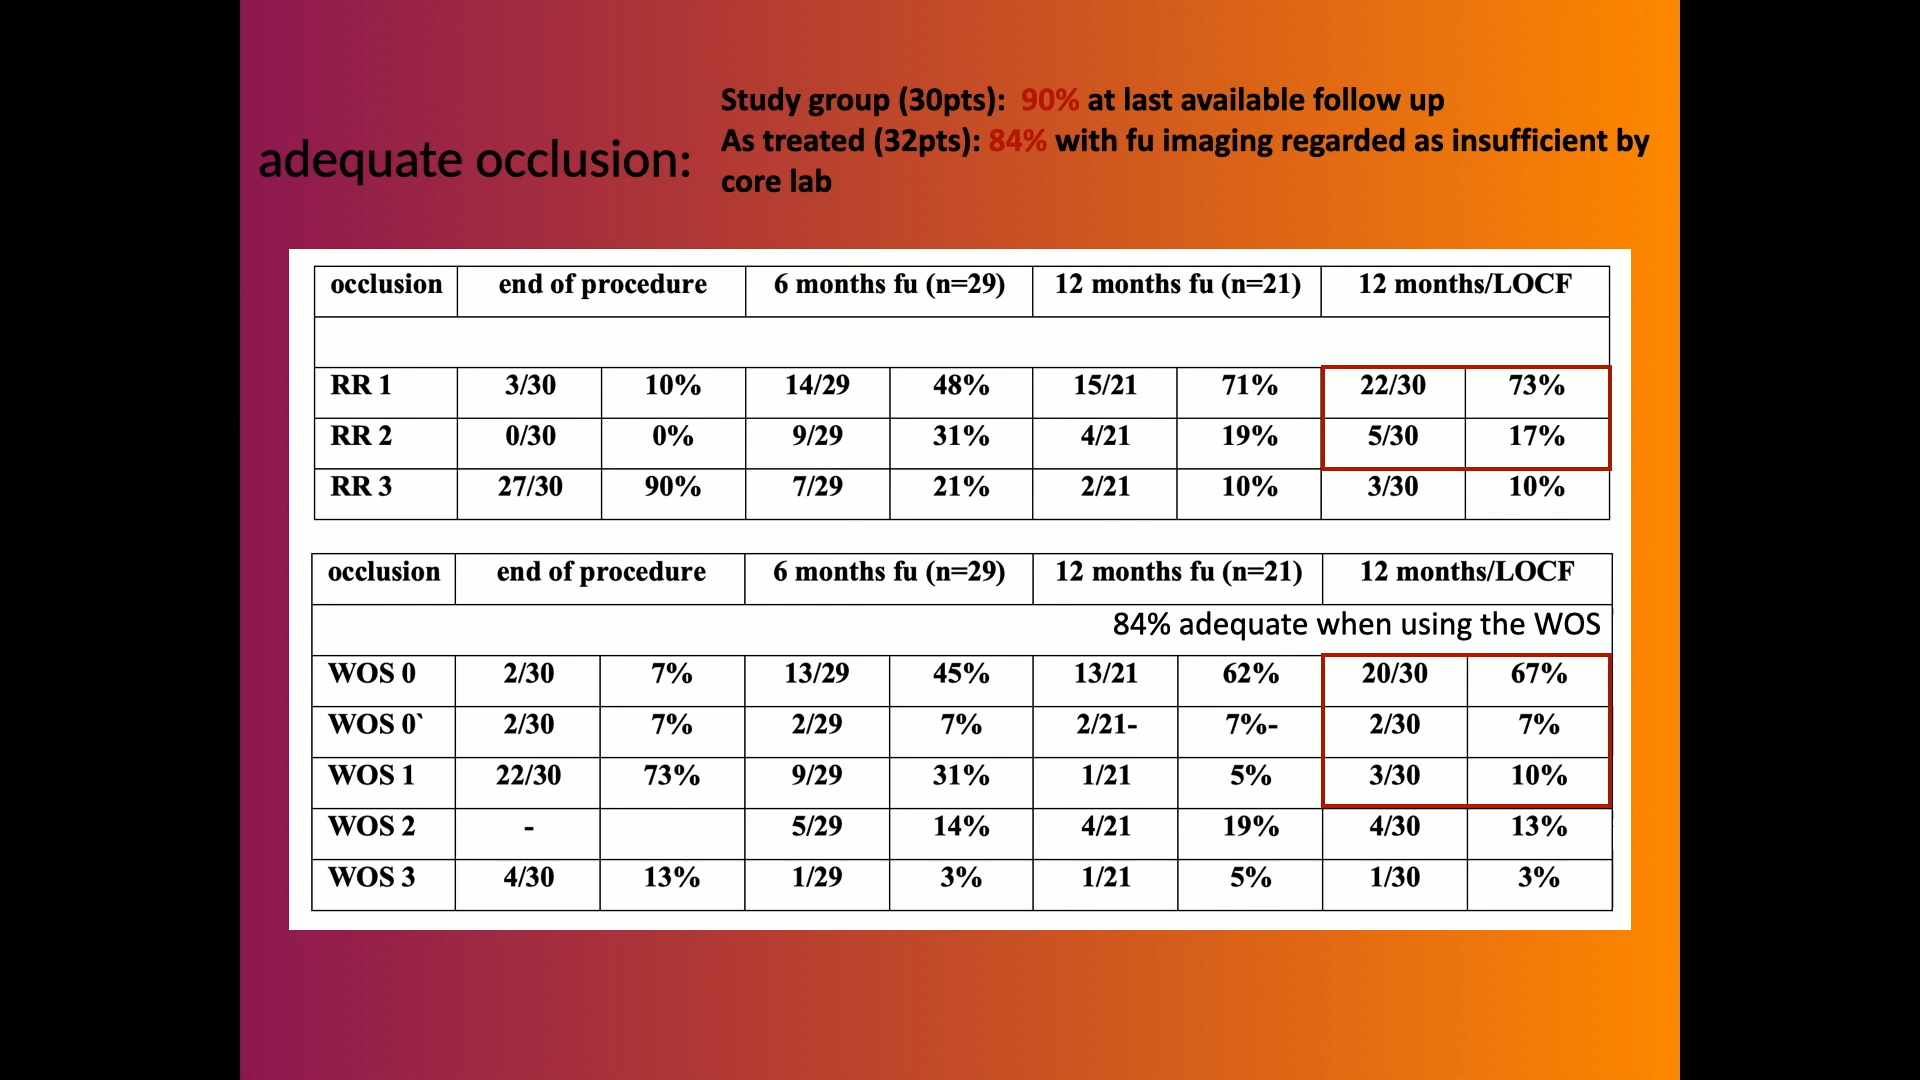 adequate occlusion:
Study group (30pts): 90% at last available follow up
As treated (32pts): 84% with fu imaging regarded as insufficient by
core lab
occlusion end of procedure 6 months fu (n=29) 12 months fu (n=21) 12 months/LOCF
RR 1 3/30 10% 14/29 48% 15/21 71% 22/30 73%
RR 2 0/30 0% 9/29 31% 4/21 19% 5/30 17%
RR 3 27/30 90% 7/29 21% 2/21 10% 3/30 10%
occlusion end of procedure 6 months fu (n=29) 12 months fu (n=21) 12 months/LOCF
84% adequate when using the WOS
WOS 0 2/30 7% 13/29 45% 13/21 62% 20/30 67%
WOS 0` 2/30 7% 2/29 7% 2/21- 7%- 2/30 7%
WOS 1 22/30 73% 9/29 31% 1/21 5% 3/30 10%
WOS 2 - 5/29 14% 4/21 19% 4/30 13%
WOS 3 4/30 13% 1/29 3% 1/21 5% 1/30 3%